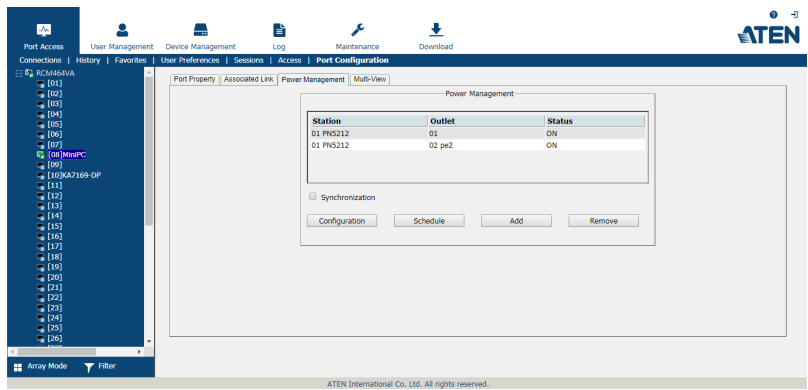 ATEN
Port Access User Management Device Management Log Maintenance Download
Connections | History | Favorites | User Preferences | Sessions | Access | Port Configuration
RCM464VA
[01]
[02]
[03]
[04]
[05]
[06]
[07]
[08]MiniPC
[09]
[10]KA7169-DP
[11]
[12]
[13]
[14]
[15]
[16]
[17]
[18]
[19]
[20]
[21]
[22]
[23]
[24]
[25]
[26]
Port Property Associated Link Power Management Multi-View
Power Management
Station Outlet Status
01 PN5212 01 ON
01 PN5212 02 pe2 ON
Synchronization
Configuration Schedule Add Remove
Array Mode Filter
ATEN International Co. Ltd. All rights reserved.